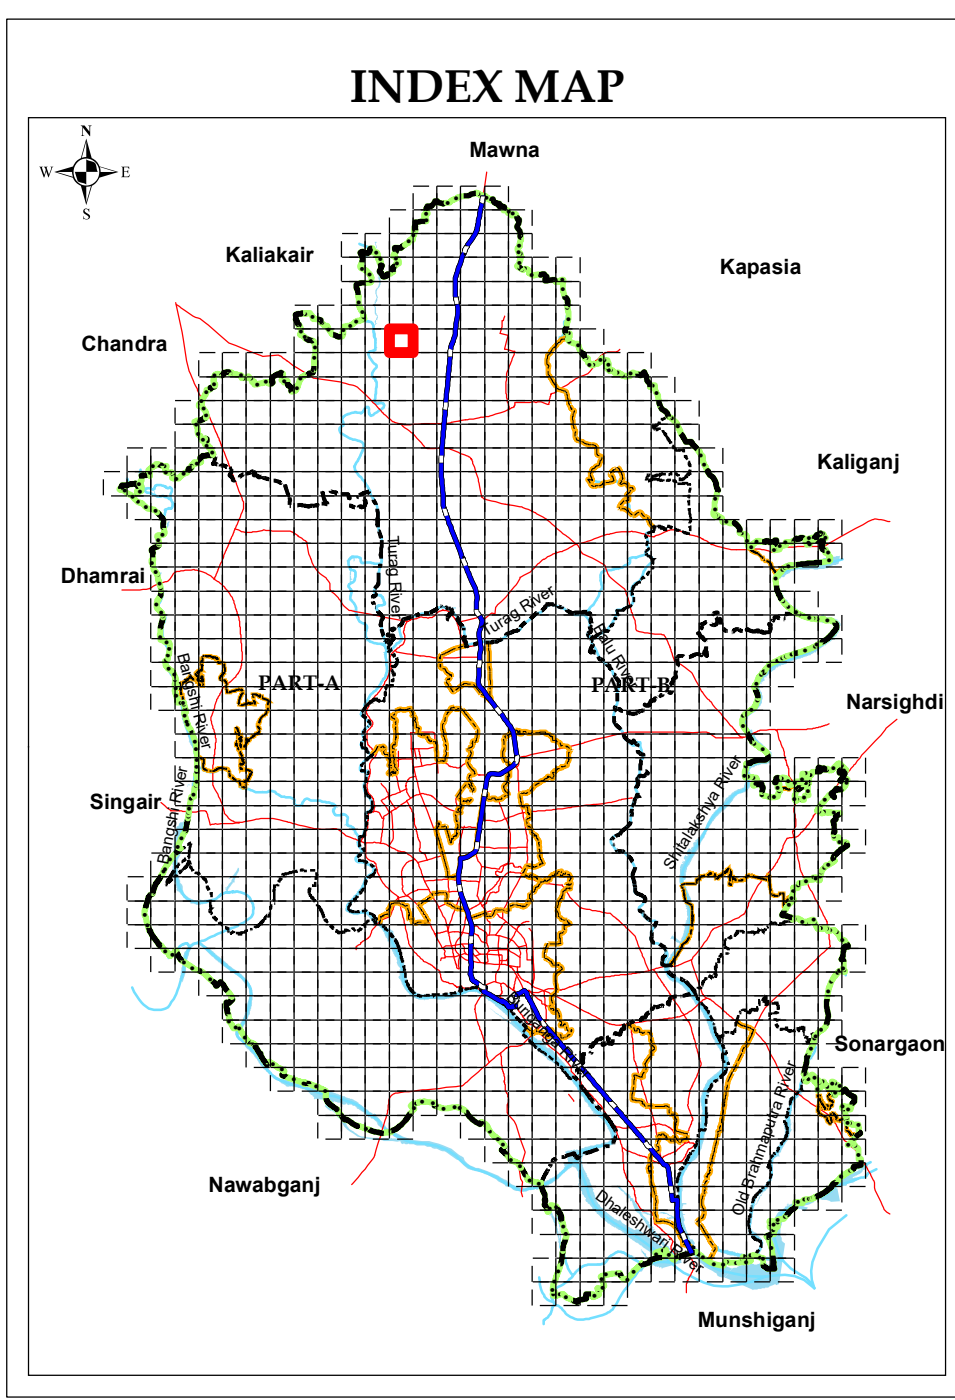 INDEX MAP
N
W
E
S
Mawna
Kaliakair
Kapasia
Chandra
Kaliganj
Dhamrai
Turag River
Turag River
Balu River
Bangshi River
PART-A
PART-B
Narsighdi
Singair
Bangshi River
Shitalakshya River
Buriganga River
Sonargaon
Old Brahmaputra River
Nawabganj
Dhaleshwari River
Munshiganj